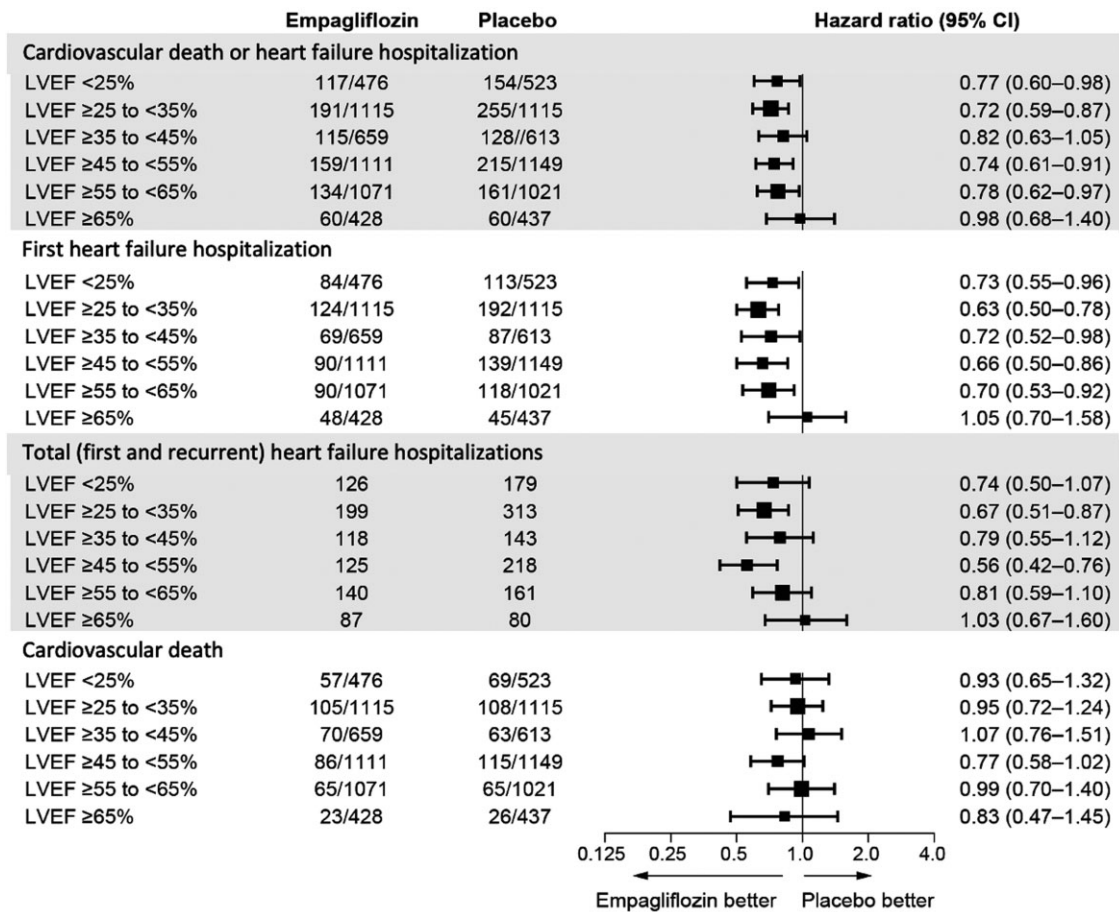 Empagliflozin Placebo Hazard ratio (95% CI)
Cardiovascular death or heart failure hospitalization
LVEF <25% 117/476 154/523 0.77 (0.60–0.98)
LVEF ≥25 to <35% 191/1115 255/1115 0.72 (0.59–0.87)
LVEF ≥35 to <45% 115/659 128//613 0.82 (0.63–1.05)
LVEF ≥45 to <55% 159/1111 215/1149 0.74 (0.61–0.91)
LVEF ≥55 to <65% 134/1071 161/1021 0.78 (0.62–0.97)
LVEF ≥65% 60/428 60/437 0.98 (0.68–1.40)
First heart failure hospitalization
LVEF <25% 84/476 113/523 0.73 (0.55–0.96)
LVEF ≥25 to <35% 124/1115 192/1115 0.63 (0.50–0.78)
LVEF ≥35 to <45% 69/659 87/613 0.72 (0.52–0.98)
LVEF ≥45 to <55% 90/1111 139/1149 0.66 (0.50–0.86)
LVEF ≥55 to <65% 90/1071 118/1021 0.70 (0.53–0.92)
LVEF ≥65% 48/428 45/437 1.05 (0.70–1.58)
Total (first and recurrent) heart failure hospitalizations
LVEF <25% 126 179 0.74 (0.50–1.07)
LVEF ≥25 to <35% 199 313 0.67 (0.51–0.87)
LVEF ≥35 to <45% 118 143 0.79 (0.55–1.12)
LVEF ≥45 to <55% 125 218 0.56 (0.42–0.76)
LVEF ≥55 to <65% 140 161 0.81 (0.59–1.10)
LVEF ≥65% 87 80 1.03 (0.67–1.60)
Cardiovascular death
LVEF <25% 57/476 69/523 0.93 (0.65–1.32)
LVEF ≥25 to <35% 105/1115 108/1115 0.95 (0.72–1.24)
LVEF ≥35 to <45% 70/659 63/613 1.07 (0.76–1.51)
LVEF ≥45 to <55% 86/1111 115/1149 0.77 (0.58–1.02)
LVEF ≥55 to <65% 65/1071 65/1021 0.99 (0.70–1.40)
LVEF ≥65% 23/428 26/437 0.83 (0.47–1.45)
0.125 0.25 0.5 1.0 2.0 4.0
Empagliflozin better Placebo better